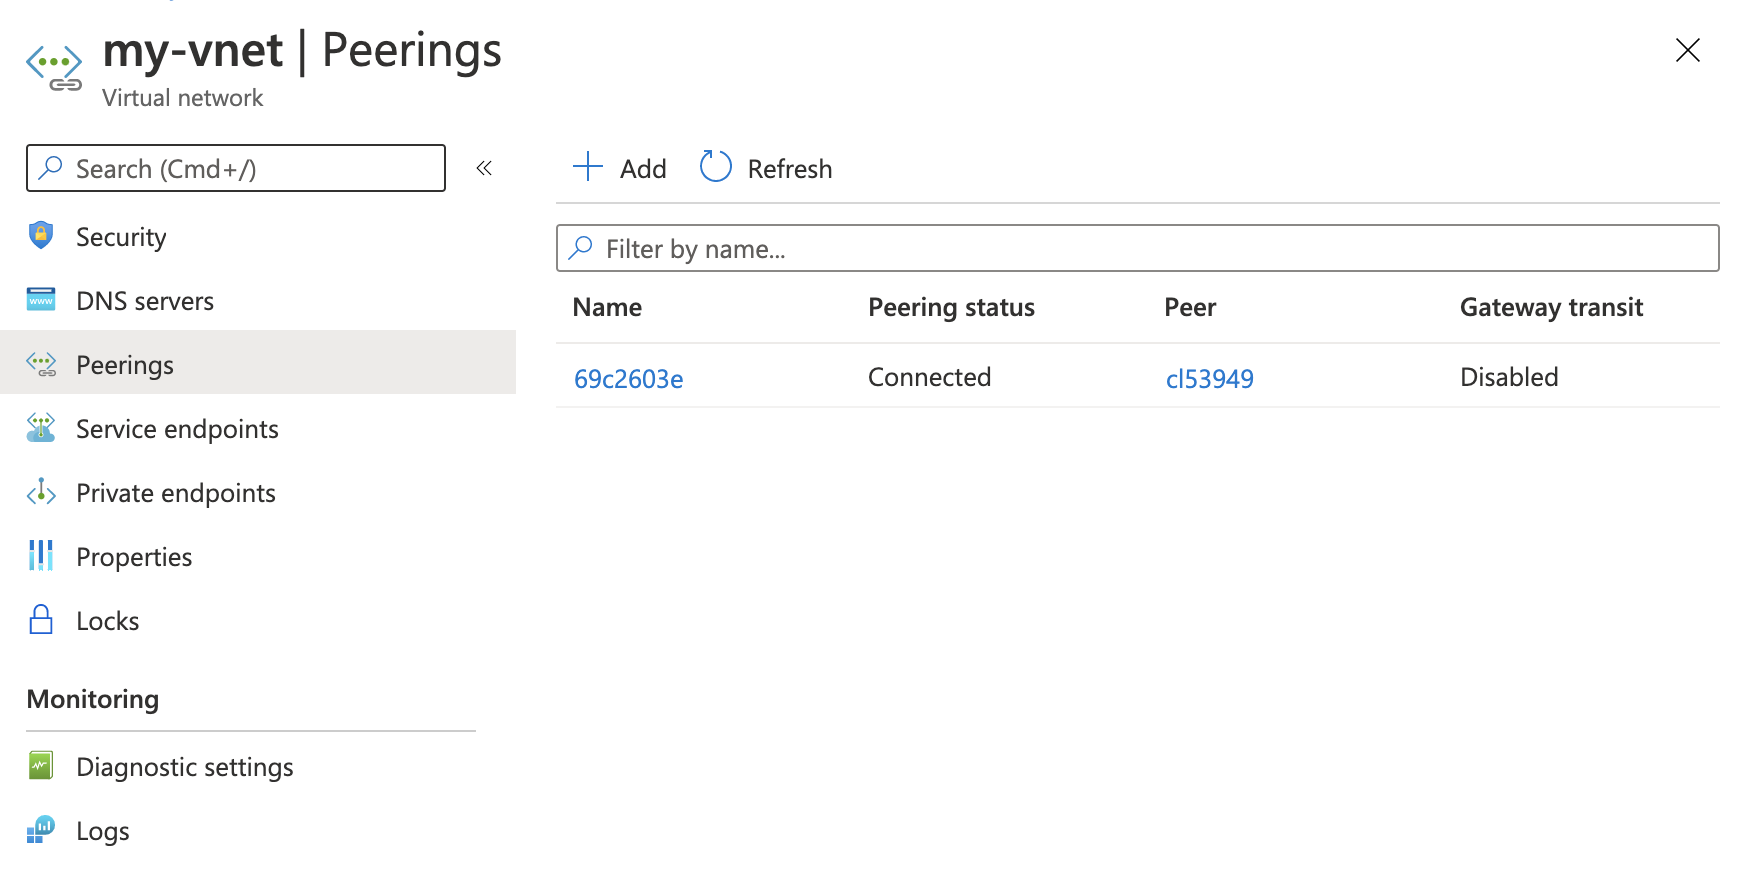 my-vnet | Peerings
Virtual network
Search (Cmd+/)
«
Security
www
DNS servers
Peerings
Service endpoints
Private endpoints
Properties
Locks
Monitoring
Diagnostic settings
Logs
Add
Refresh
Filter by name...
Name Peering status Peer Gateway transit
69c2603e Connected cl53949 Disabled